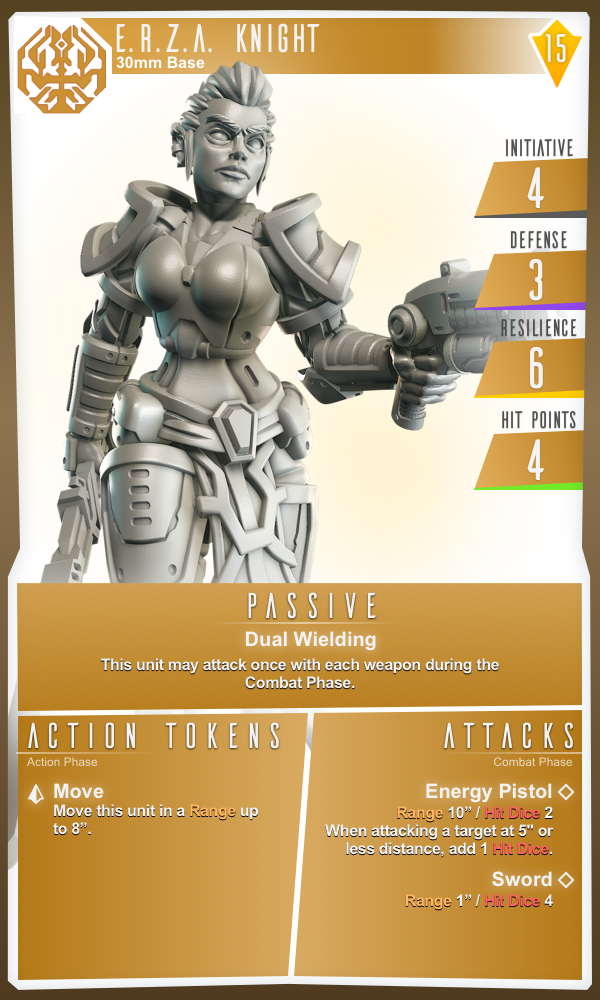 E.R.Z.A. KNIGHT
30mm Base
15
INITIATIVE
4
DEFENSE
3
RESILIENCE
6
HIT POINTS
4
PASSIVE
Dual Wielding
This unit may attack once with each weapon during the
Combat Phase.
ACTION TOKENS
Action Phase
Move
Move this unit in a Range up
to 8”.
ATTACKS
Combat Phase
Energy Pistol
Range 10” / Hit Dice 2
When attacking a target at 5" or
less distance, add 1 Hit Dice.
Sword
Range 1” / Hit Dice 4